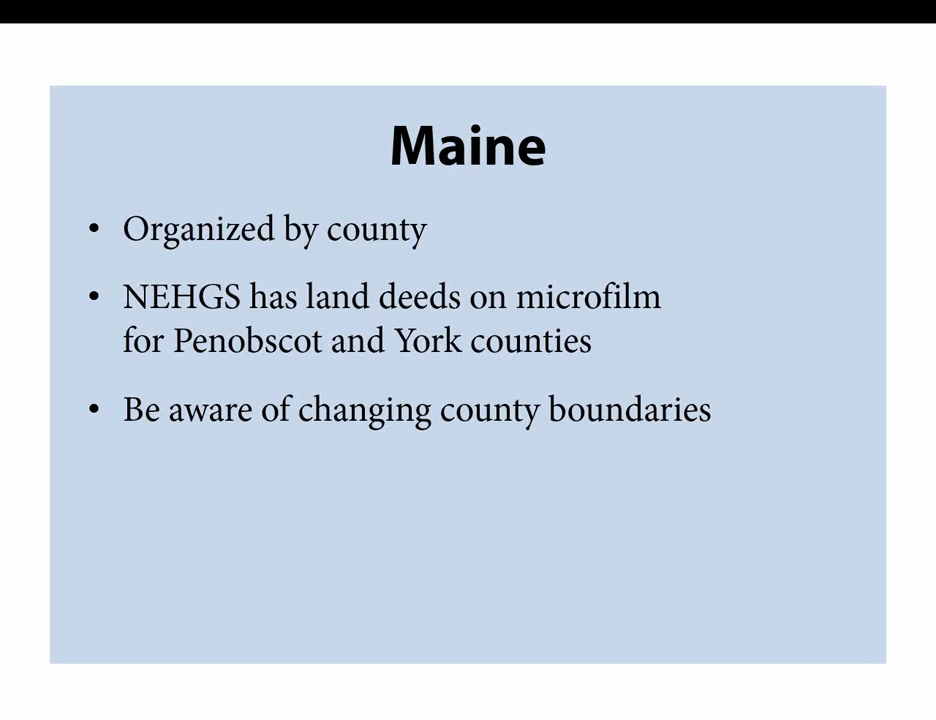 Maine
• Organized by county
• NEHGS has land deeds on microfilm
for Penobscot and York counties
• Be aware of changing county boundaries